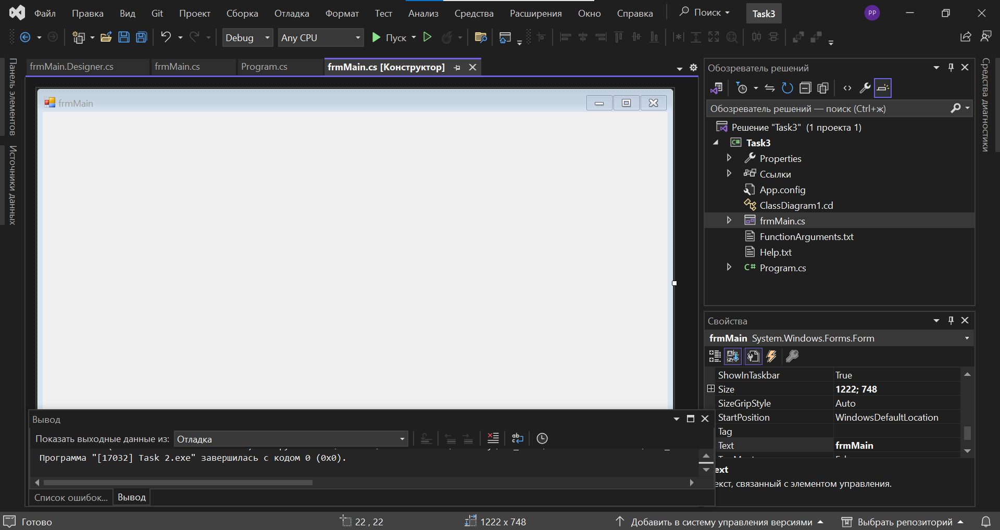 Файл Правка Вид Git Проект Сборка Отладка Формат Тест Анализ Средства Расширения Окно Справка Поиск Task3 PP
Debug Any CPU Пуск
Панель элементов
Источники данных
frmMain.Designer.cs frmMain.cs Program.cs frmMain.cs [Конструктор]
frmMain
Обозреватель решений
Обозреватель решений — поиск (Ctrl+ж)
Решение "Task3" (1 проекта 1)
C# Task3
Properties
Ссылки
App.config
ClassDiagram1.cd
frmMain.cs
FunctionArguments.txt
Help.txt
C# Program.cs
Средства диагностики
Свойства
frmMain System.Windows.Forms.Form
ShowInTaskbar True
Size 1222; 748
SizeGripStyle Auto
StartPosition WindowsDefaultLocation
Tag
Text frmMain
ext
екст, связанный с элементом управления.
Вывод
Показать выходные данные из: Отладка
Программа "[17032] Task 2.exe" завершилась с кодом 0 (0x0).
Список ошибок... Вывод
Готово 22 , 22 1222 x 748 Добавить в систему управления версиями Выбрать репозиторий